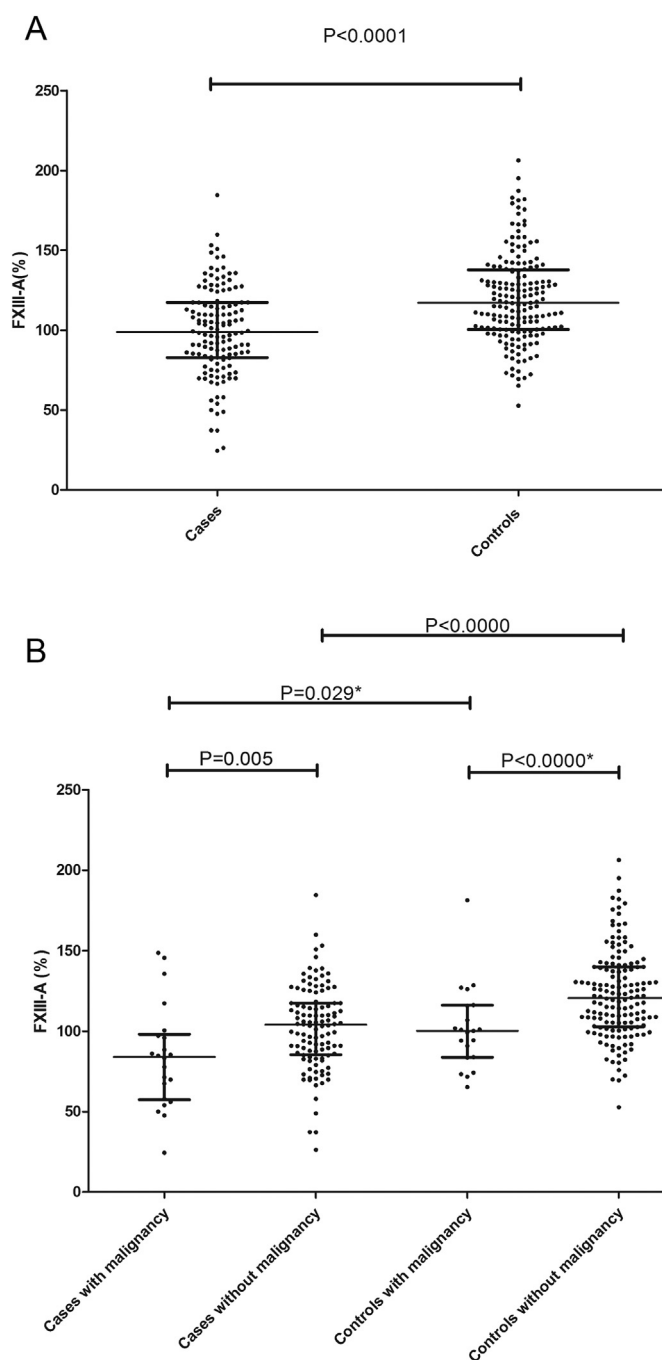 A
P<0.0001
250
200
150
100
50
0
FXIII-A(%)
Cases
Controls
B
P<0.0000
P=0.029*
P=0.005
P<0.0000*
250
200
150
100
50
0
FXIII-A (%)
Cases with malignancy
Cases without malignancy
Controls with malignancy
Controls without malignancy